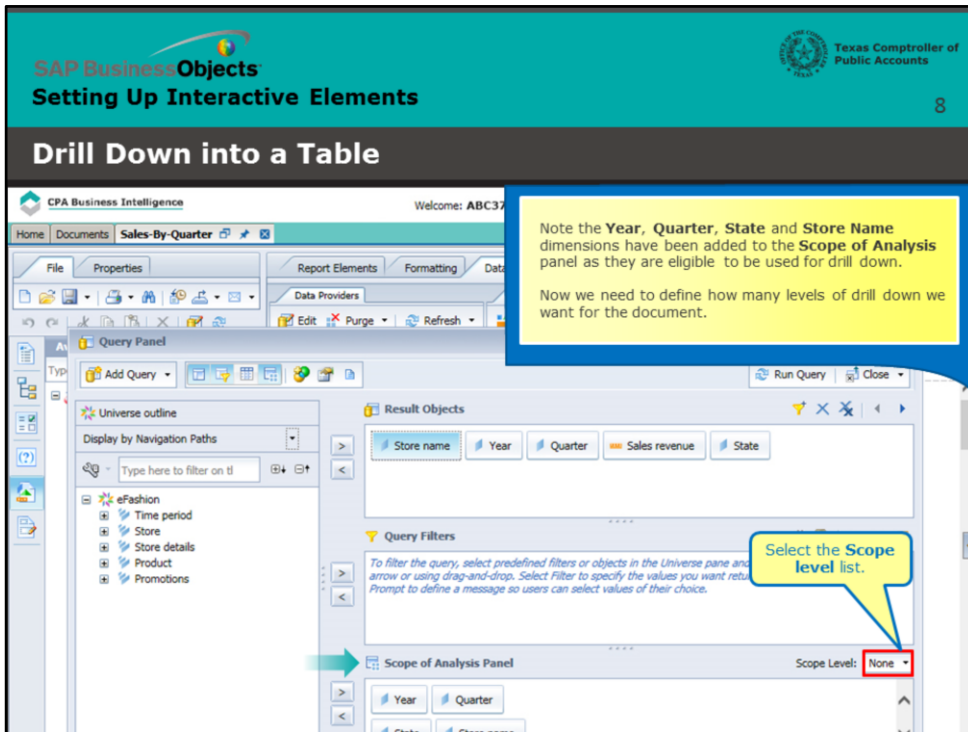 SAP BusinessObjects
Texas Comptroller of
Public Accounts
Setting Up Interactive Elements
8
Drill Down into a Table
CPA Business Intelligence
Welcome: ABC37
Home Documents Sales-By-Quarter
File Properties
Report Elements Formatting Data
Data Providers
Edit Purge Refresh
Note the Year, Quarter, State and Store Name
dimensions have been added to the Scope of Analysis
panel as they are eligible to be used for drill down.
Now we need to define how many levels of drill down we
want for the document.
Query Panel
Add Query
Run Query Close
Universe outline
Display by Navigation Paths
Type here to filter on tl
eFashion
Time period
Store
Store details
Product
Promotions
Result Objects
Store name Year Quarter Sales revenue State
Query Filters
To filter the query, select predefined filters or objects in the Universe pane and
arrow or using drag-and-drop. Select Filter to specify the values you want retu
Prompt to define a message so users can select values of their choice.
Select the Scope
level list.
Scope of Analysis Panel
Scope Level: None
Year Quarter
State Store name